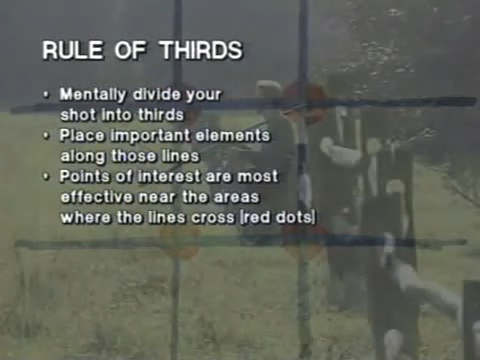 RULE OF THIRDS
• Mentally divide your
shot into thirds
• Place important elements
along those lines
• Points of interest are most
effective near the areas
where the lines cross (red dots)